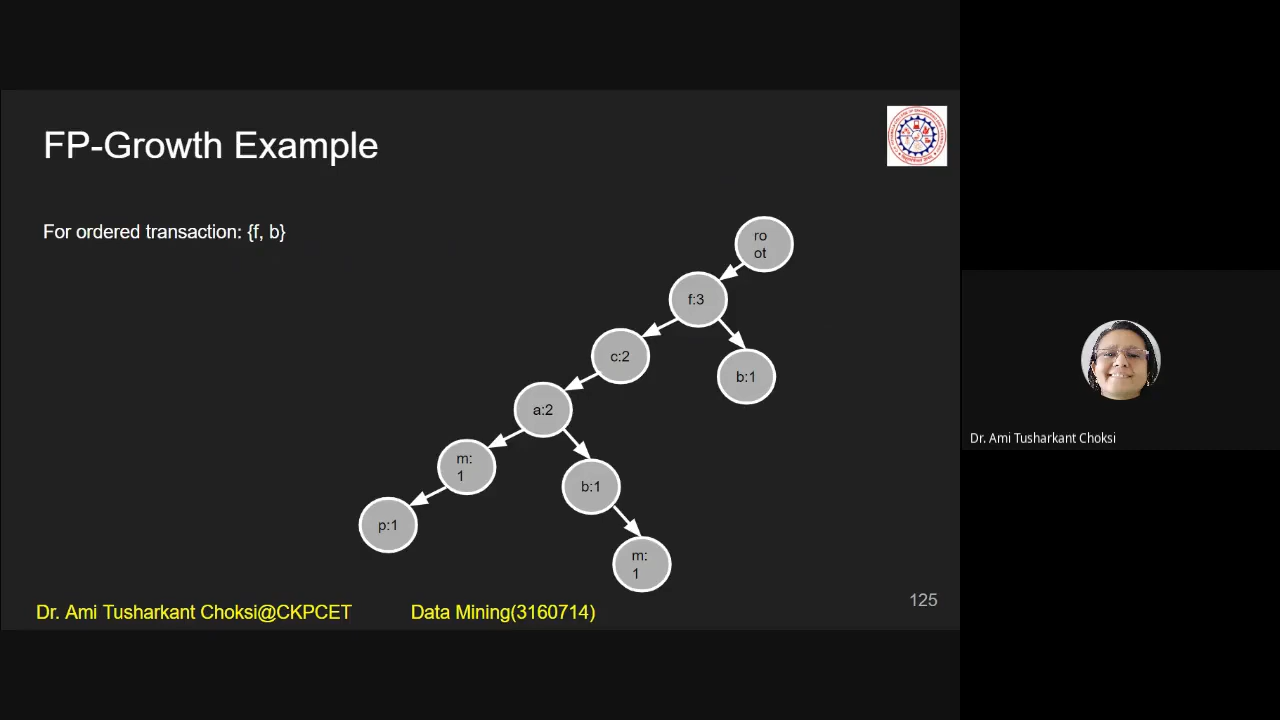 FP-Growth Example
For ordered transaction: {f, b}
ro
ot
f:3
c:2
b:1
a:2
m:
1
b:1
p:1
m:
1
Dr. Ami Tusharkant Choksi@CKPCET
Data Mining(3160714)
125
Dr. Ami Tusharkant Choksi